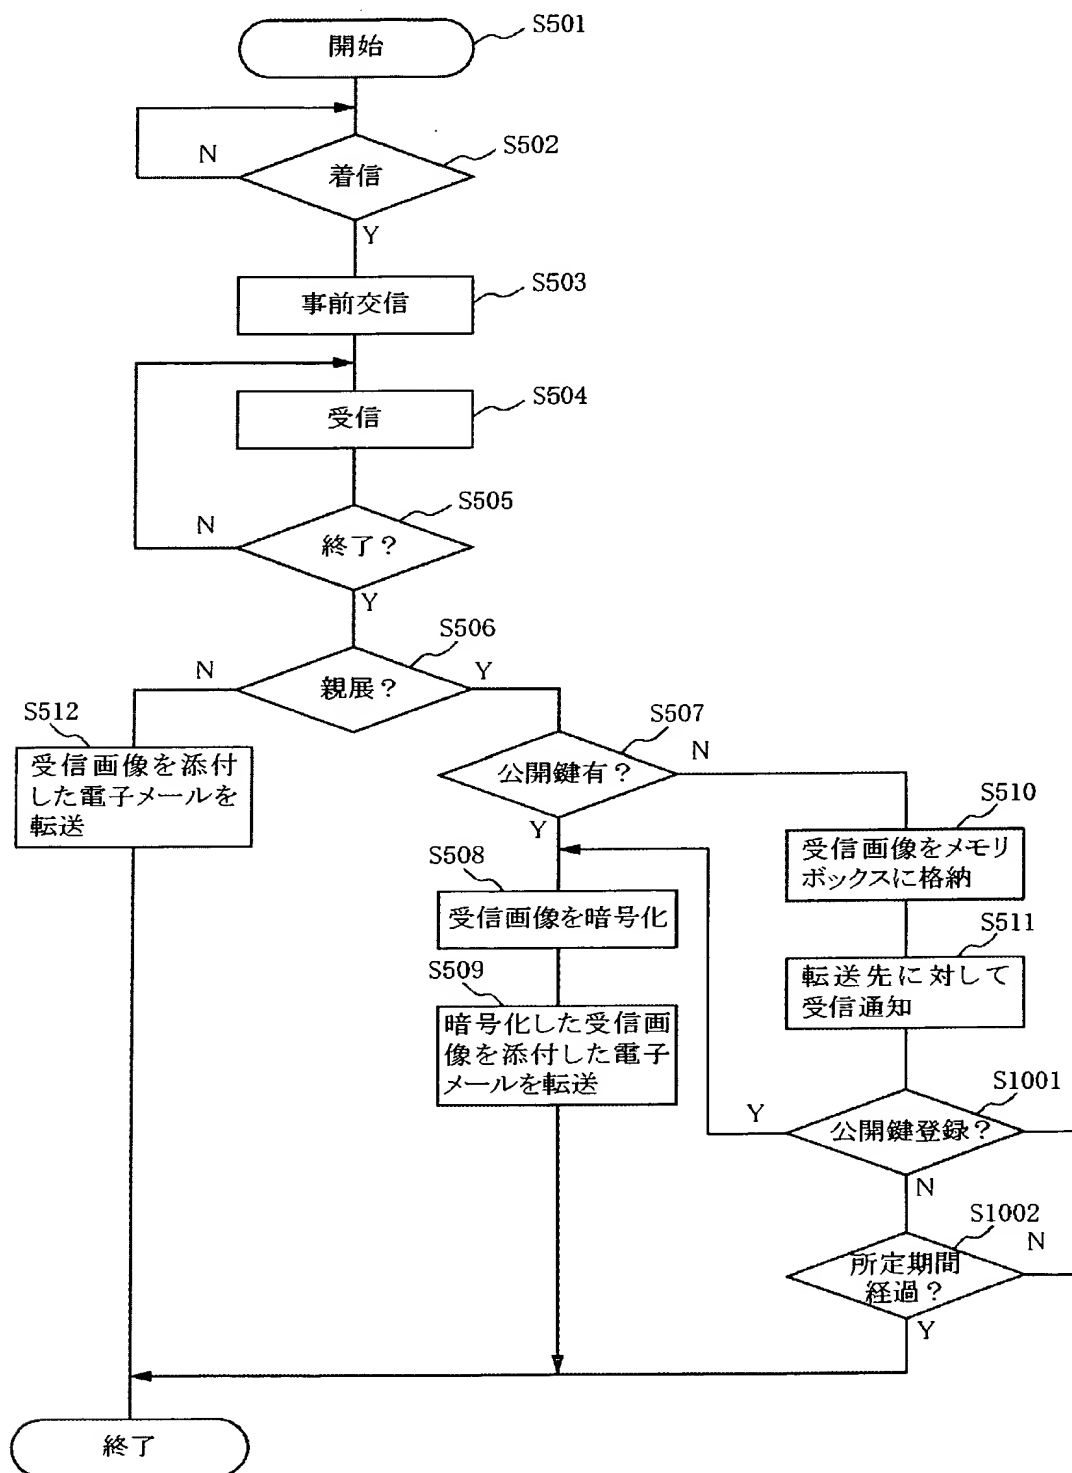 開始
S501
N
着信
S502
Y
事前交信
S503
受信
S504
N
終了?
S505
Y
N
親展?
S506
Y
S512
受信画像を添付
した電子メールを
転送
公開鍵有?
S507
N
Y
S510
受信画像をメモリ
ボックスに格納
S508
受信画像を暗号化
S511
転送先に対して
受信通知
S509
暗号化した受信画
像を添付した電子
メールを転送
Y
公開鍵登録?
S1001
N
所定期間
経過?
S1002
N
Y
終了